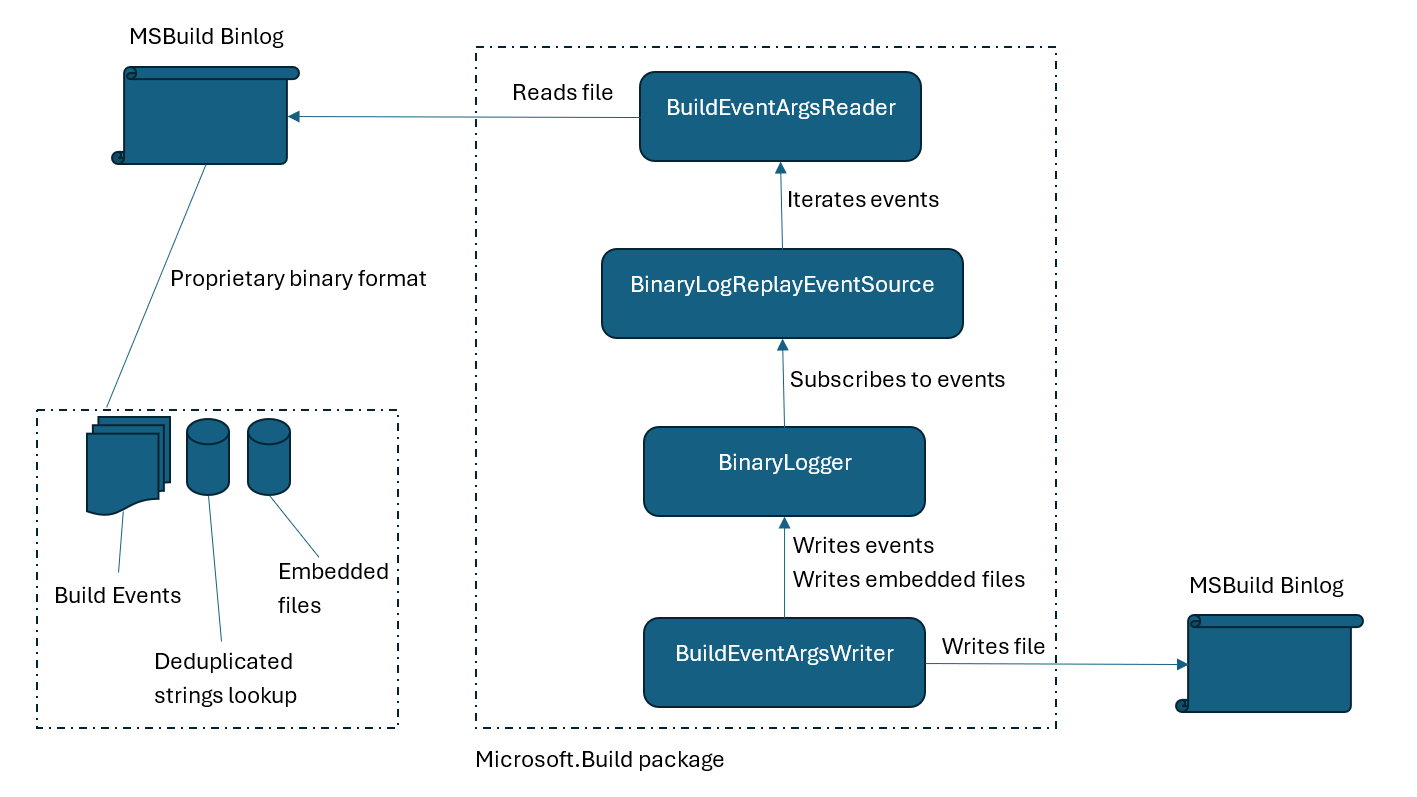 MSBuild Binlog
Reads file
BuildEventArgsReader
Iterates events
Proprietary binary format
BinaryLogReplayEventSource
Subscribes to events
BinaryLogger
Writes events
Writes embedded files
Embedded
files
Build Events
Deduplicated
strings lookup
BuildEventArgsWriter
Writes file
MSBuild Binlog
Microsoft.Build package